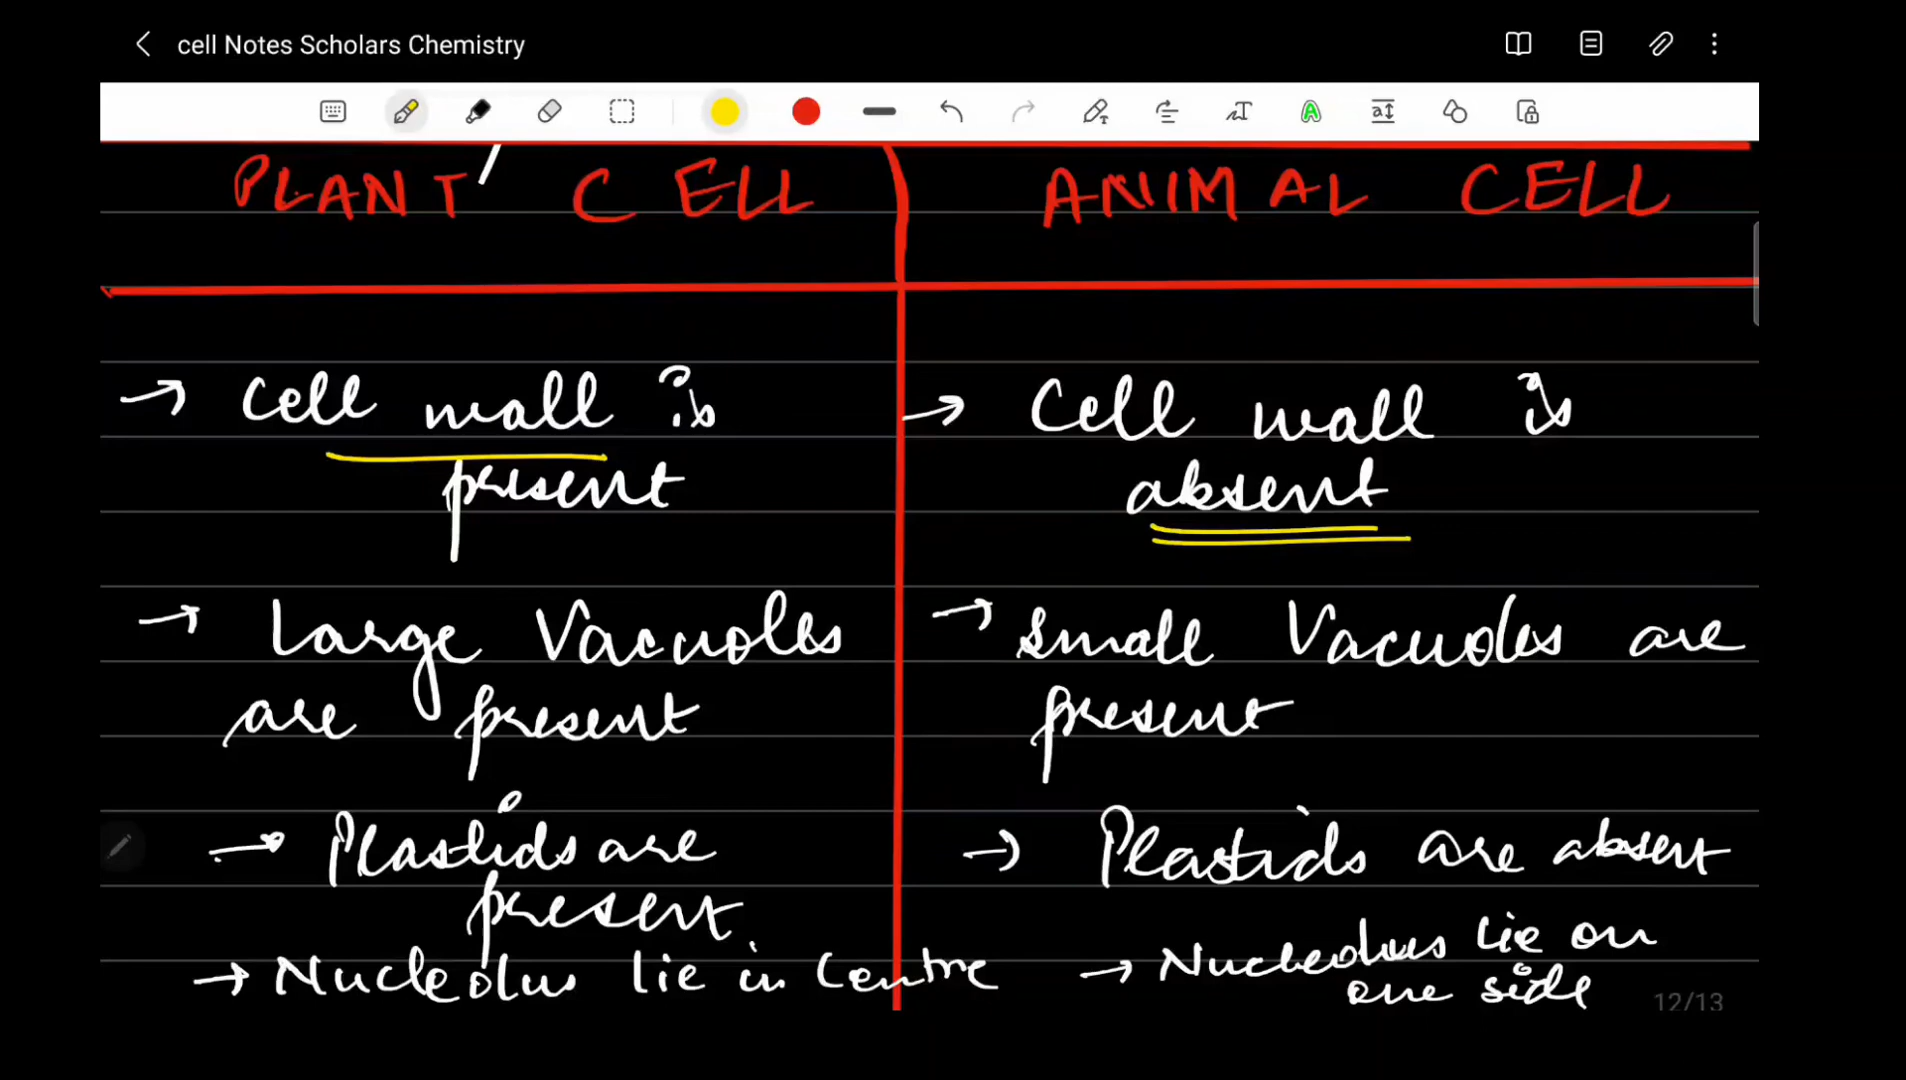 cell Notes Scholars Chemistry
PLANT CELL
ANIMAL CELL
→ Cell wall is
present
→ Cell wall is
absent
→ Large Vacuoles
are present
→ Small Vacuoles are
present
→ Plastids are
present
→ Plastids are absent
→ Nucleolus lie in Centre
→ Nucleolus lie on
one side
12/13